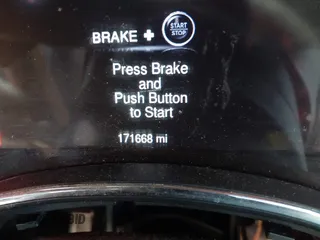 BRAKE + START STOP
Press Brake
and
Push Button
to Start
171668 mi